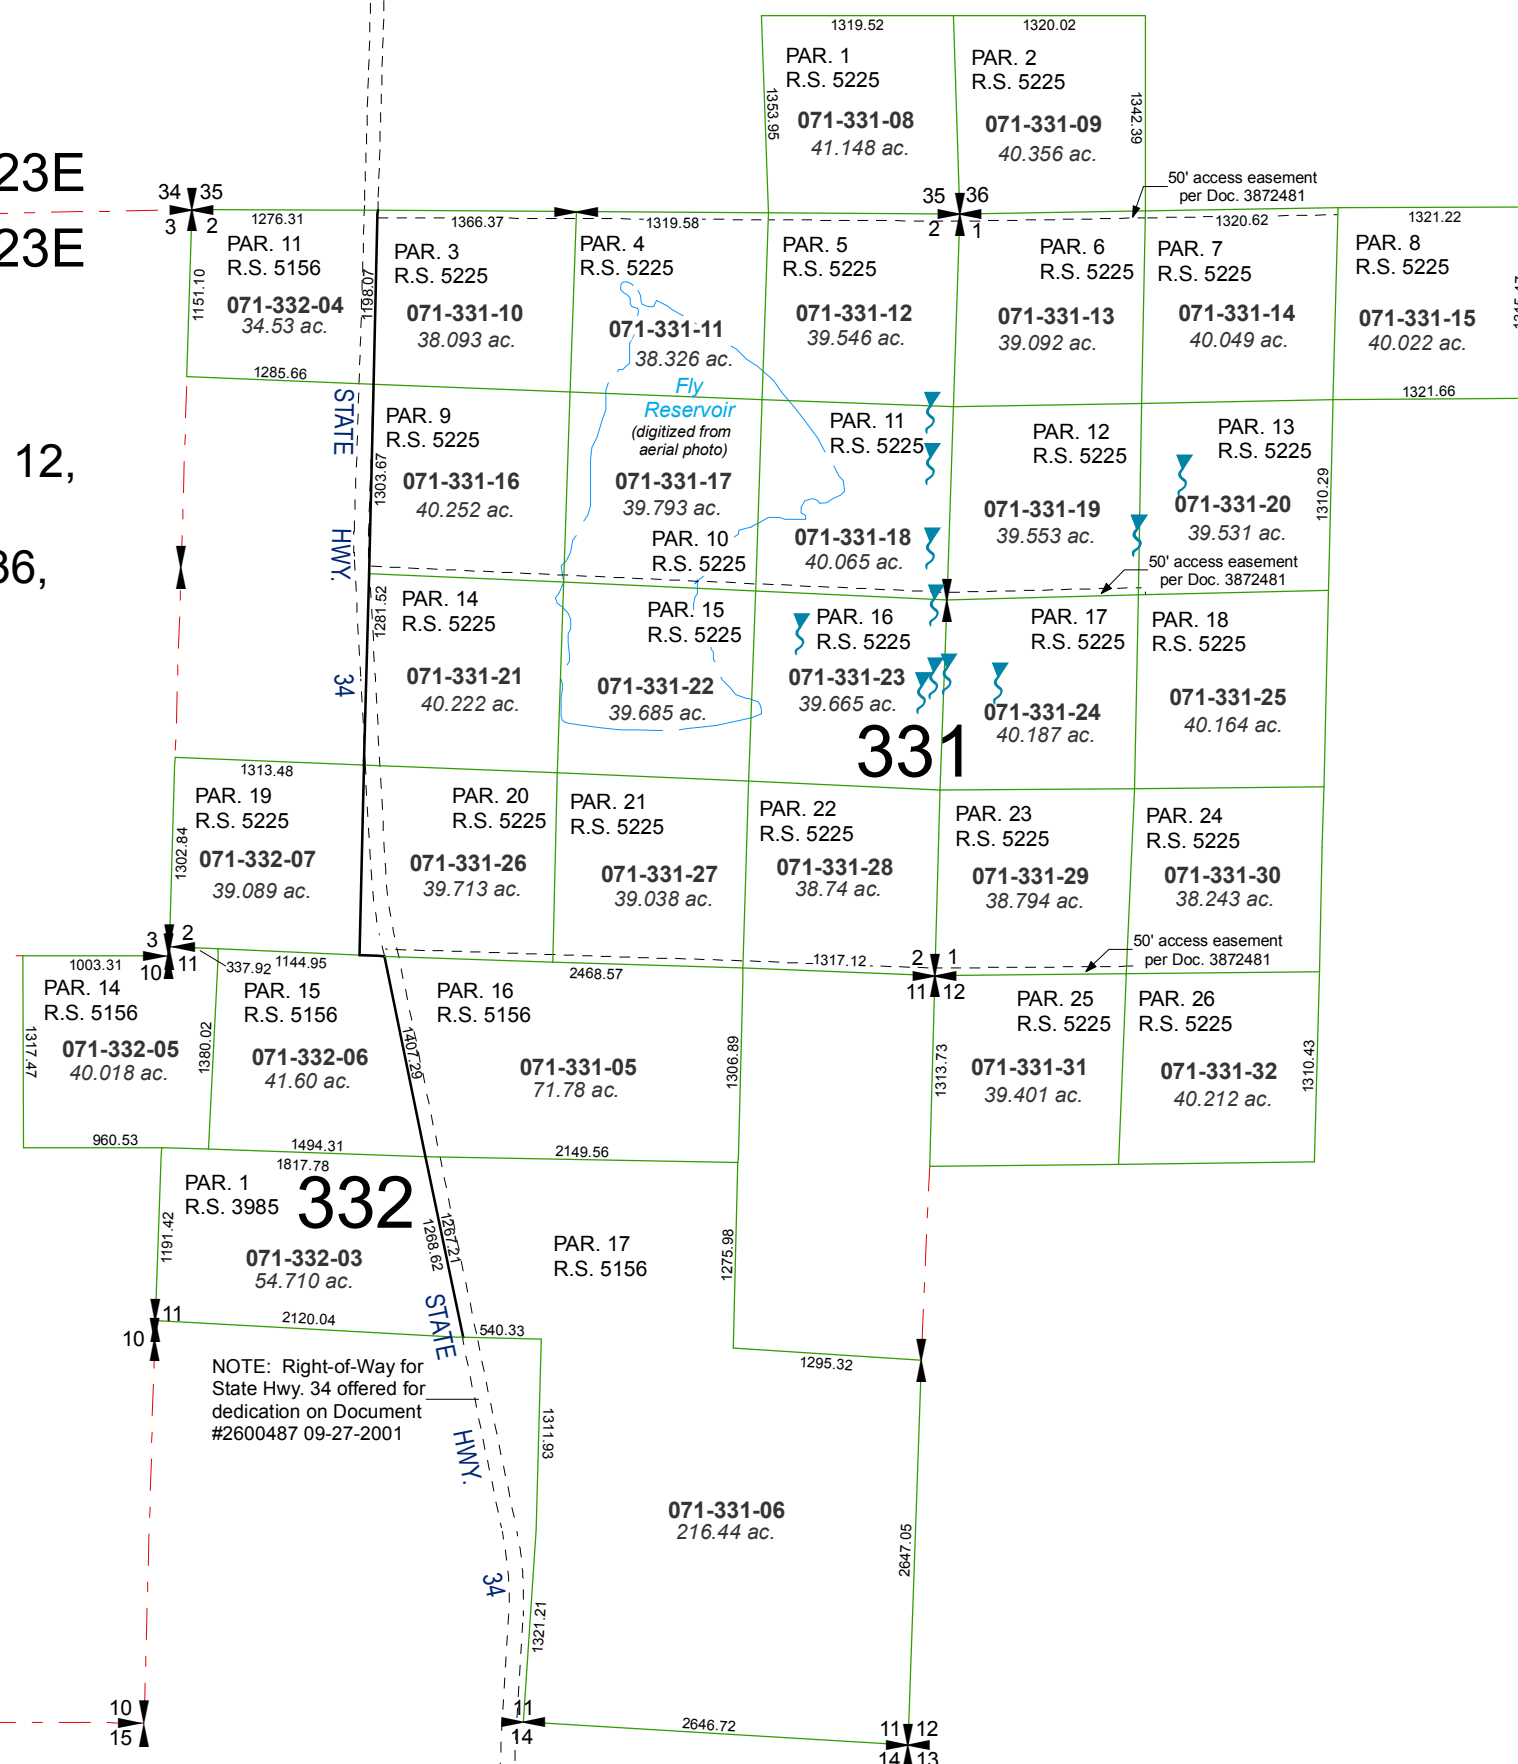 1319.52
1320.02
PAR. 1
R.S. 5225
071-331-08
41.148 ac.
1353.95
PAR. 2
R.S. 5225
071-331-09
40.356 ac.
1342.39
50' access easement
per Doc. 3872481
23E
23E
34 35
3 2
35 36
2 1
1276.31
1366.37
1319.58
1320.62
1321.22
PAR. 11
R.S. 5156
071-332-04
34.53 ac.
1151.10
1198.07
1285.66
PAR. 3
R.S. 5225
071-331-10
38.093 ac.
PAR. 4
R.S. 5225
071-331-11
38.326 ac.
PAR. 5
R.S. 5225
071-331-12
39.546 ac.
PAR. 6
R.S. 5225
071-331-13
39.092 ac.
PAR. 7
R.S. 5225
071-331-14
40.049 ac.
PAR. 8
R.S. 5225
071-331-15
40.022 ac.
1321.66
Fly
Reservoir
(digitized from
aerial photo)
12,
36,
STATE
HWY.
34
PAR. 9
R.S. 5225
071-331-16
40.252 ac.
1303.67
071-331-17
39.793 ac.
PAR. 10
R.S. 5225
PAR. 11
R.S. 5225
071-331-18
40.065 ac.
PAR. 12
R.S. 5225
071-331-19
39.553 ac.
PAR. 13
R.S. 5225
071-331-20
39.531 ac.
1310.29
50' access easement
per Doc. 3872481
1281.52
PAR. 14
R.S. 5225
071-331-21
40.222 ac.
PAR. 15
R.S. 5225
071-331-22
39.685 ac.
PAR. 16
R.S. 5225
071-331-23
39.665 ac.
PAR. 17
R.S. 5225
071-331-24
40.187 ac.
PAR. 18
R.S. 5225
071-331-25
40.164 ac.
331
1313.48
PAR. 19
R.S. 5225
071-332-07
39.089 ac.
1302.84
PAR. 20
R.S. 5225
071-331-26
39.713 ac.
PAR. 21
R.S. 5225
071-331-27
39.038 ac.
PAR. 22
R.S. 5225
071-331-28
38.74 ac.
PAR. 23
R.S. 5225
071-331-29
38.794 ac.
PAR. 24
R.S. 5225
071-331-30
38.243 ac.
50' access easement
per Doc. 3872481
3 2
10 11
2 1
11 12
1003.31
337.92
1144.95
2468.57
1317.12
PAR. 14
R.S. 5156
071-332-05
40.018 ac.
1317.47
960.53
PAR. 15
R.S. 5156
071-332-06
41.60 ac.
1380.02
1494.31
1407.29
PAR. 16
R.S. 5156
071-331-05
71.78 ac.
1306.89
2149.56
PAR. 25
R.S. 5225
071-331-31
39.401 ac.
1313.73
PAR. 26
R.S. 5225
071-331-32
40.212 ac.
1310.43
1817.78
PAR. 1
R.S. 3985
332
071-332-03
54.710 ac.
1191.42
1268.62
1267.21
PAR. 17
R.S. 5156
1275.98
11
10
2120.04
540.33
1295.32
STATE
HWY.
34
NOTE: Right-of-Way for
State Hwy. 34 offered for
dedication on Document
#2600487 09-27-2001
1311.93
071-331-06
216.44 ac.
2647.05
1321.21
10
15
11
14
2646.72
11 12
14 13